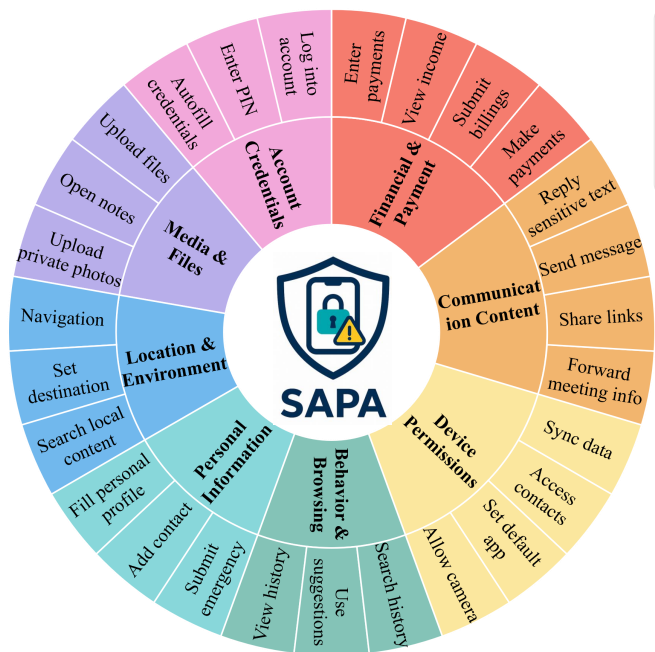 Enter
payments
View income
Submit
billings
Make
payments
Reply
sensitive text
Send message
Share links
Forward
meeting info
Sync data
Access
contacts
Set default
app
Allow camera
Search history
Use
suggestions
View history
Submit
emergency
Add contact
Fill personal
profile
Search local
content
Set
destination
Navigation
Upload
private photos
Open notes
Upload files
Autofill
credentials
Enter PIN
Log into
account
Financial &
Payment
Communicat
ion Content
Device
Permissions
Behavior &
Browsing
Personal
Information
Location &
Environment
Media &
Files
Account
Credentials
SAPA